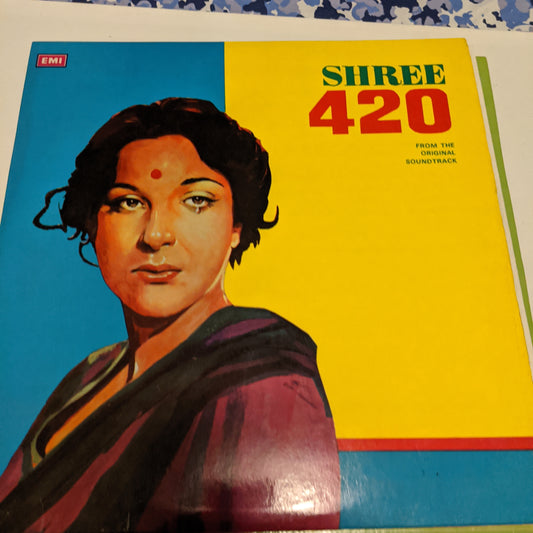 EMI
SHREE
420
FROM THE
ORIGINAL
SOUNDTRACK